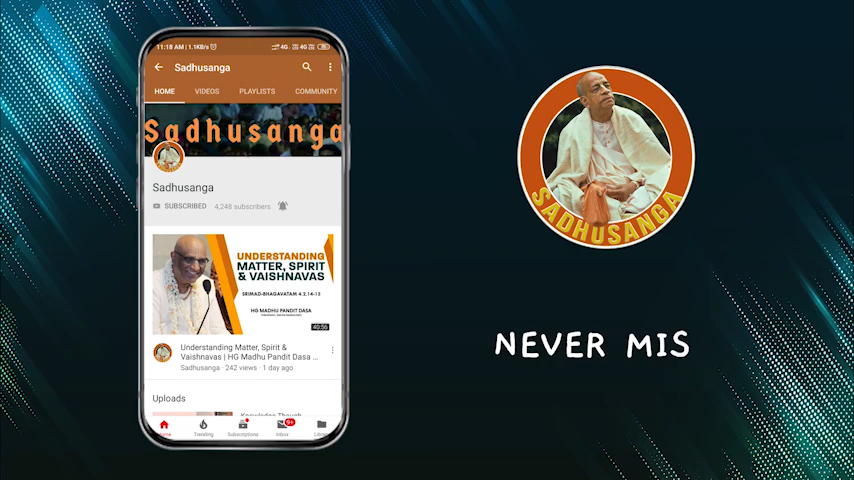 11:18 AM | 1.1KB/s
4G 4G
Sadhusanga
HOME VIDEOS PLAYLISTS COMMUNITY
Sadhusanga
Sadhusanga
SUBSCRIBED 4,248 subscribers
UNDERSTANDING
MATTER, SPIRIT
& VAISHNAVAS
SRIMAD-BHAGAVATAM 4.2.14-15
HG MADHU PANDIT DASA
40:56
Understanding Matter, Spirit &
Vaishnavas | HG Madhu Pandit Dasa ...
Sadhusanga · 242 views · 1 day ago
Uploads
Home Trending Subscriptions Inbox 9+
SADHUSANGA
NEVER MIS